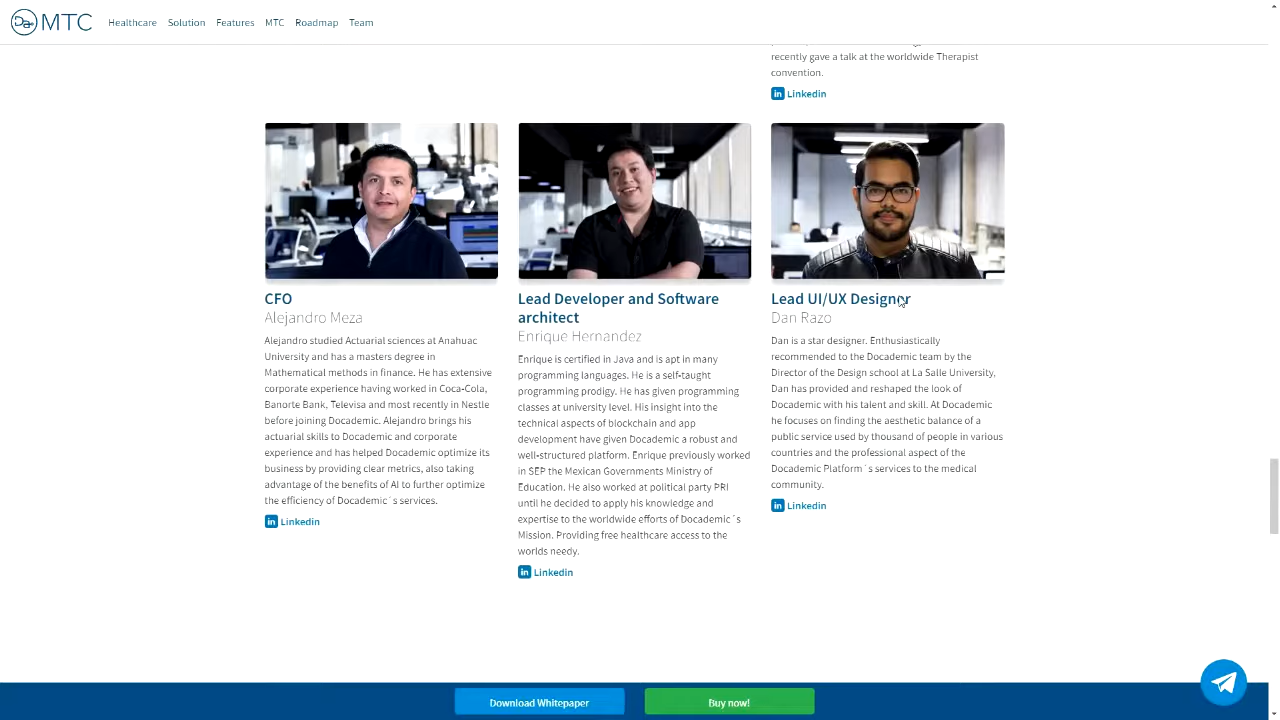 Da+ MTC
Healthcare Solution Features MTC Roadmap Team
recently gave a talk at the worldwide Therapist
convention.
in Linkedin
CFO
Alejandro Meza
Alejandro studied Actuarial sciences at Anahuac
University and has a masters degree in
Mathematical methods in finance. He has extensive
corporate experience having worked in Coca-Cola,
Banorte Bank, Televisa and most recently in Nestle
before joining Docademic. Alejandro brings his
actuarial skills to Docademic and corporate
experience and has helped Docademic optimize its
business by providing clear metrics, also taking
advantage of the benefits of AI to further optimize
the efficiency of Docademic´s services.
in Linkedin
Lead Developer and Software
architect
Enrique Hernandez
Enrique is certified in Java and is apt in many
programming languages. He is a self-taught
programming prodigy. He has given programming
classes at university level. His insight into the
technical aspects of blockchain and app
development have given Docademic a robust and
well-structured platform. Enrique previously worked
in SEP the Mexican Governments Ministry of
Education. He also worked at political party PRI
until he decided to apply his knowledge and
expertise to the worldwide efforts of Docademic´s
Mission. Providing free healthcare access to the
worlds needy.
in Linkedin
Lead UI/UX Designer
Dan Razo
Dan is a star designer. Enthusiastically
recommended to the Docademic team by the
Director of the Design school at La Salle University,
Dan has provided and reshaped the look of
Docademic with his talent and skill. At Docademic
he focuses on finding the aesthetic balance of a
public service used by thousand of people in various
countries and the professional aspect of the
Docademic Platform´s services to the medical
community.
in Linkedin
Download Whitepaper
Buy now!